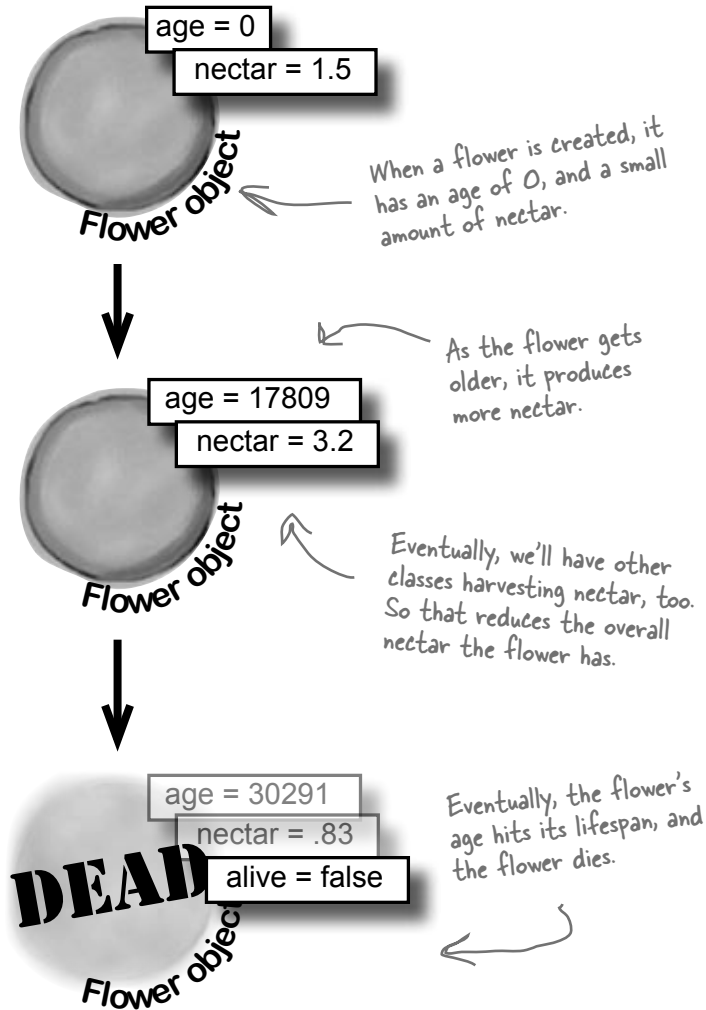 age = 0
nectar = 1.5
Flower object
When a flower is created, it
has an age of 0, and a small
amount of nectar.
As the flower gets
older, it produces
more nectar.
age = 17809
nectar = 3.2
Flower object
Eventually, we'll have other
classes harvesting nectar, too.
So that reduces the overall
nectar the flower has.
age = 30291
nectar = .83
alive = false
DEAD
Flower object
Eventually, the flower's
age hits its lifespan, and
the flower dies.